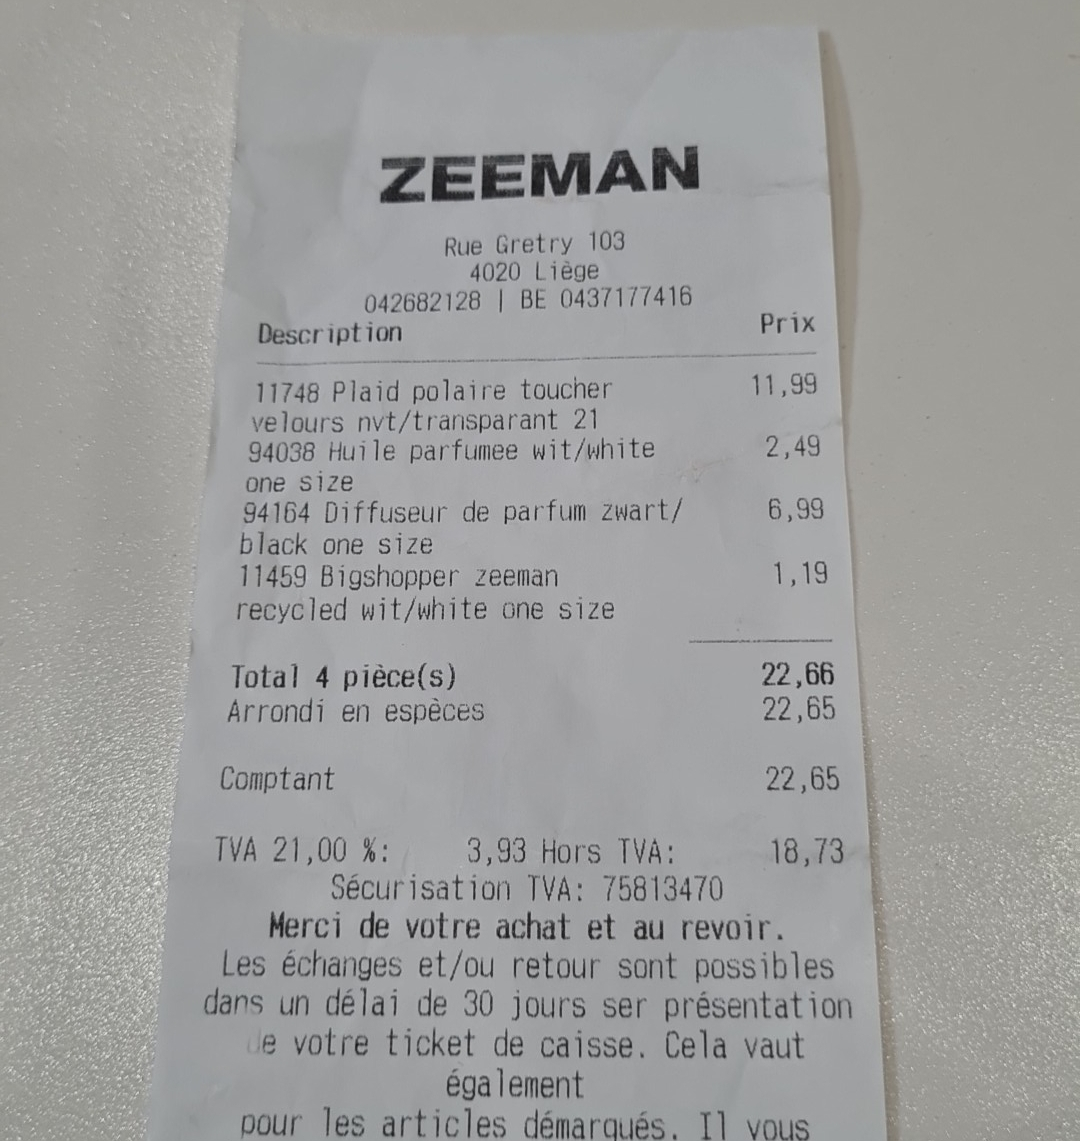 ZEEMAN
Rue Gretry 103
4020 Liège
042682128 | BE 0437177416
Description Prix
11748 Plaid polaire toucher 11,99
velours nvt/transparant 21
94038 Huile parfumee wit/white 2,49
one size
94164 Diffuseur de parfum zwart/ 6,99
black one size
11459 Bigshopper zeeman 1,19
recycled wit/white one size
Total 4 pièce(s) 22,66
Arrondi en espèces 22,65
Comptant 22,65
TVA 21,00 %: 3,93 Hors TVA: 18,73
Sécurisation TVA: 75813470
Merci de votre achat et au revoir.
Les échanges et/ou retour sont possibles
dans un délai de 30 jours ser présentation
de votre ticket de caisse. Cela vaut
également
pour les articles démarqués. Il vous